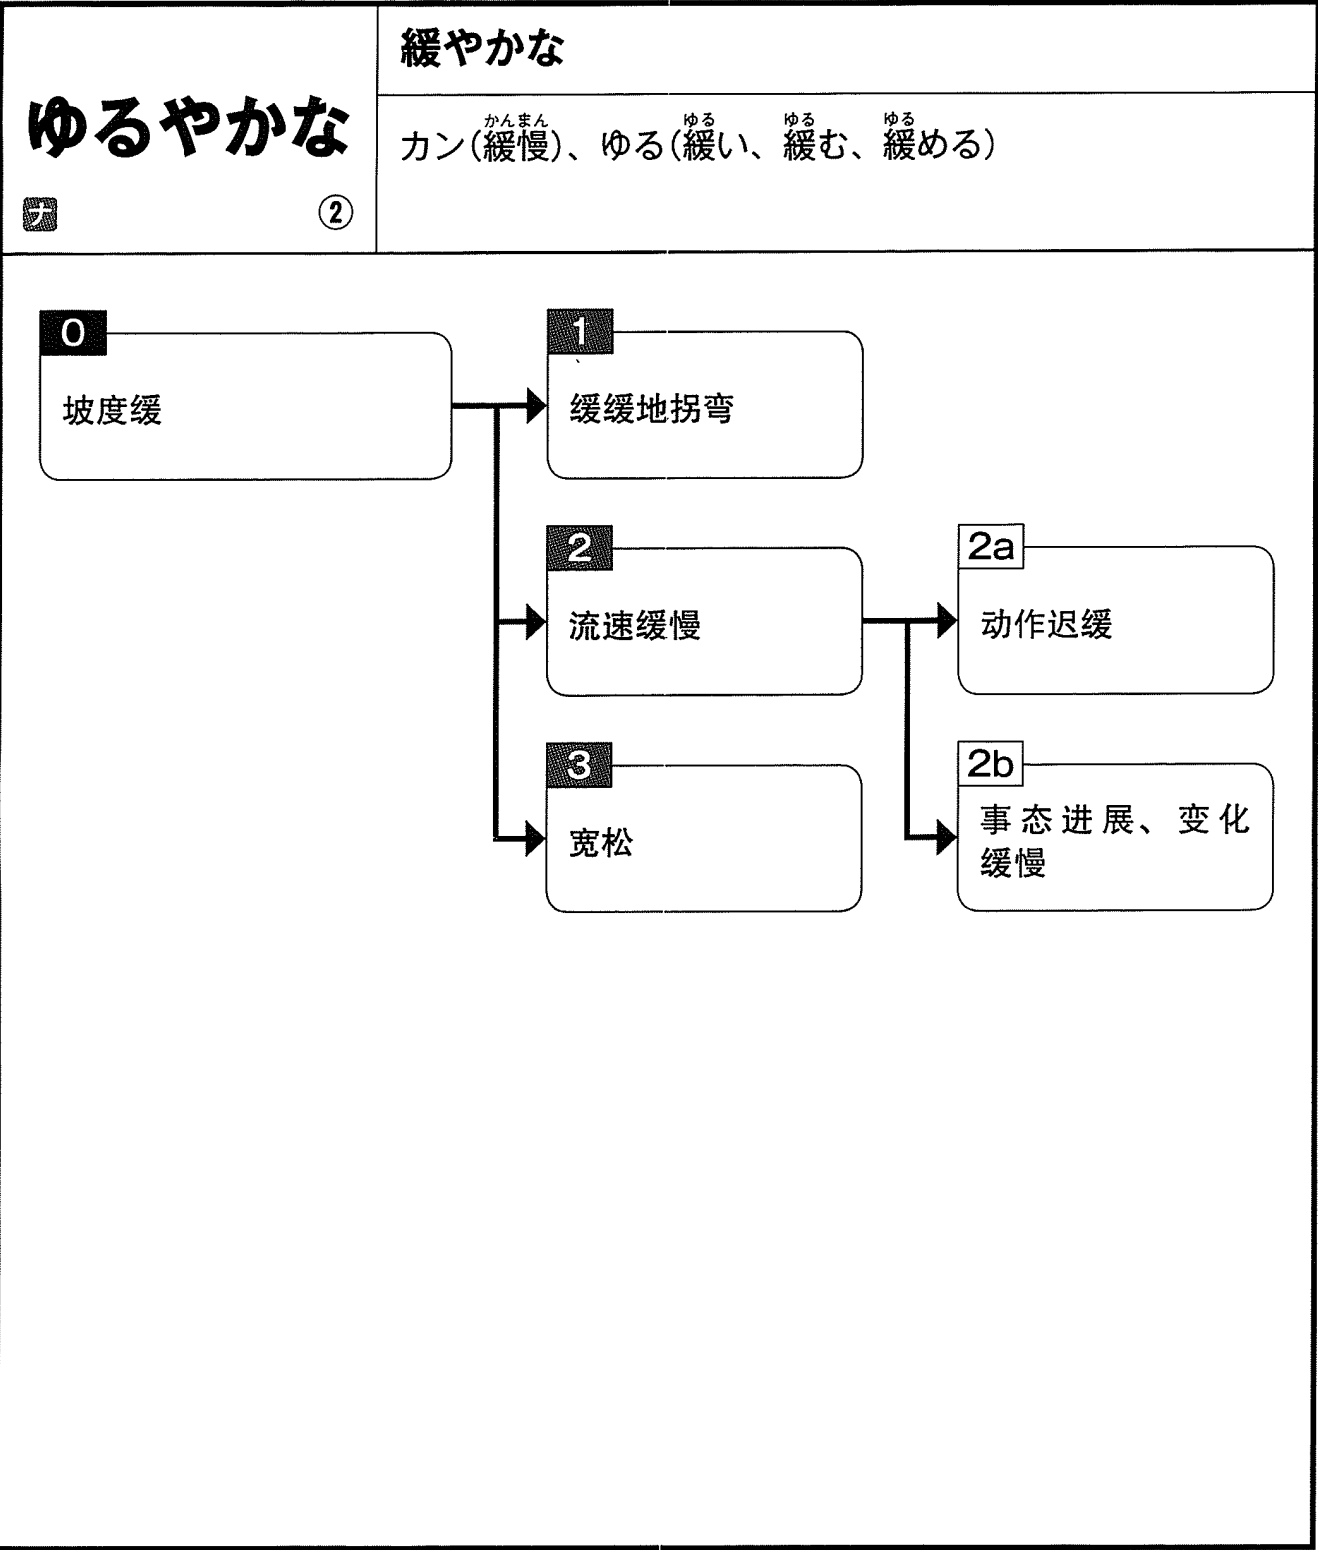 ゆるやかな
ナ
②
緩やかな
かんまん ゆる ゆる ゆる
カン(緩慢)、ゆる(緩い、緩む、緩める)
0
坡度缓
1
缓缓地拐弯
2
流速缓慢
2a
动作迟缓
3
宽松
2b
事态进展、变化
缓慢